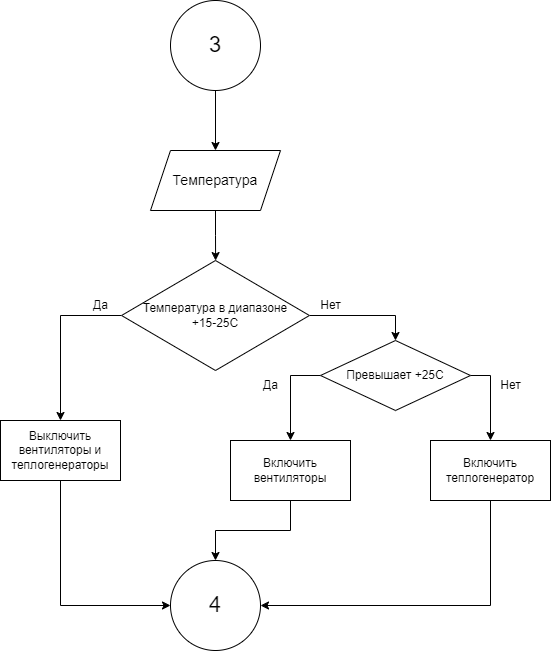 3
Температура
Температура в диапазоне
+15-25С
Да
Нет
Превышает +25С
Да
Нет
Выключить
вентиляторы и
теплогенераторы
Включить
вентиляторы
Включить
теплогенератор
4